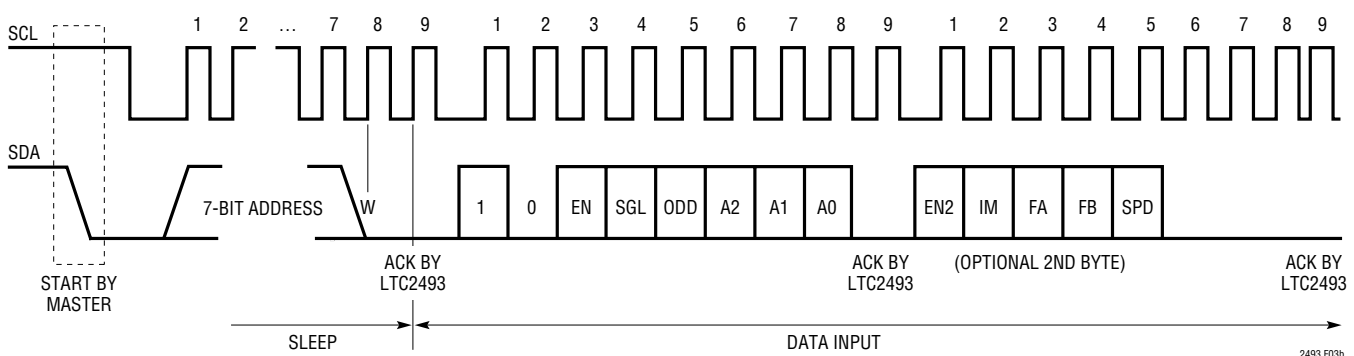 SCL 1 2 … 7 8 9 1 2 3 4 5 6 7 8 9 1 2 3 4 5 6 7 8 9
SDA
7-BIT ADDRESS W 1 0 EN SGL ODD A2 A1 A0 EN2 IM FA FB SPD
START BY
MASTER
ACK BY
LTC2493
ACK BY
LTC2493
(OPTIONAL 2ND BYTE)
ACK BY
LTC2493
SLEEP DATA INPUT
2493 F03b